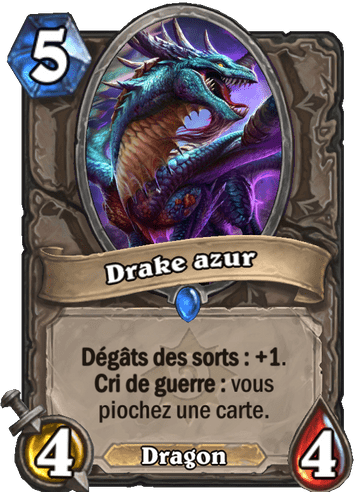 5
Drake azur
Dégâts des sorts : +1.
Cri de guerre : vous
piochez une carte.
4
Dragon
4